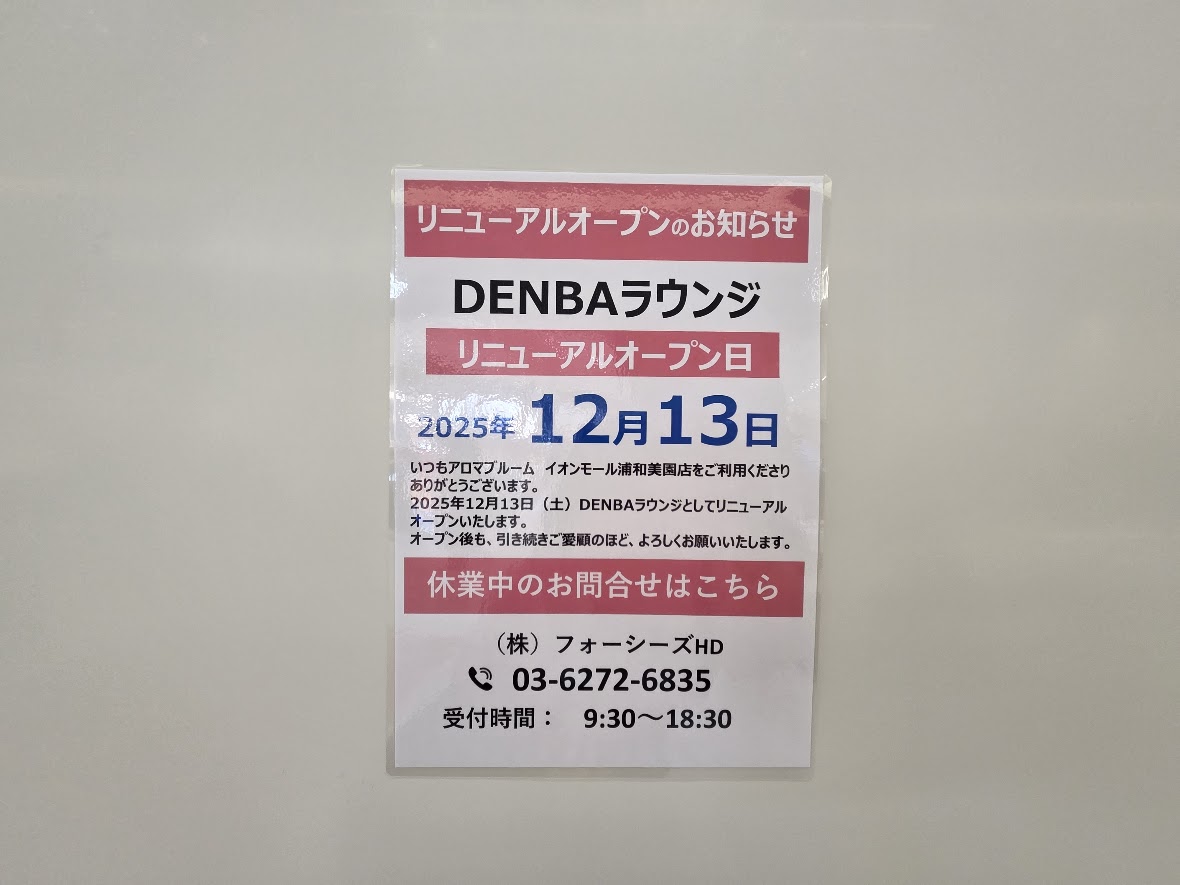 リニューアルオープンのお知らせ
DENBAラウンジ
リニューアルオープン日
2025年 12月13日
いつもアロマブルーム イオンモール浦和美園店をご利用くださり
ありがとうございます。
2025年12月13日（土）DENBAラウンジとしてリニューアル
オープンいたします。
オープン後も、引き続きご愛顧のほど、よろしくお願いいたします。
休業中のお問合せはこちら
（株）フォーシーズHD
03-6272-6835
受付時間： 9:30～18:30